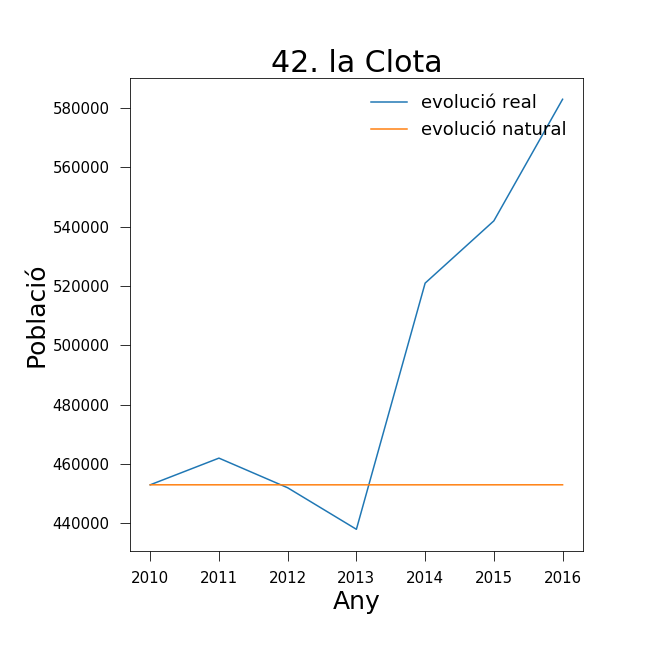 42. la Clota
evolució real
evolució natural
580000
560000
540000
520000
500000
480000
460000
440000
Població
2010 2011 2012 2013 2014 2015 2016
Any